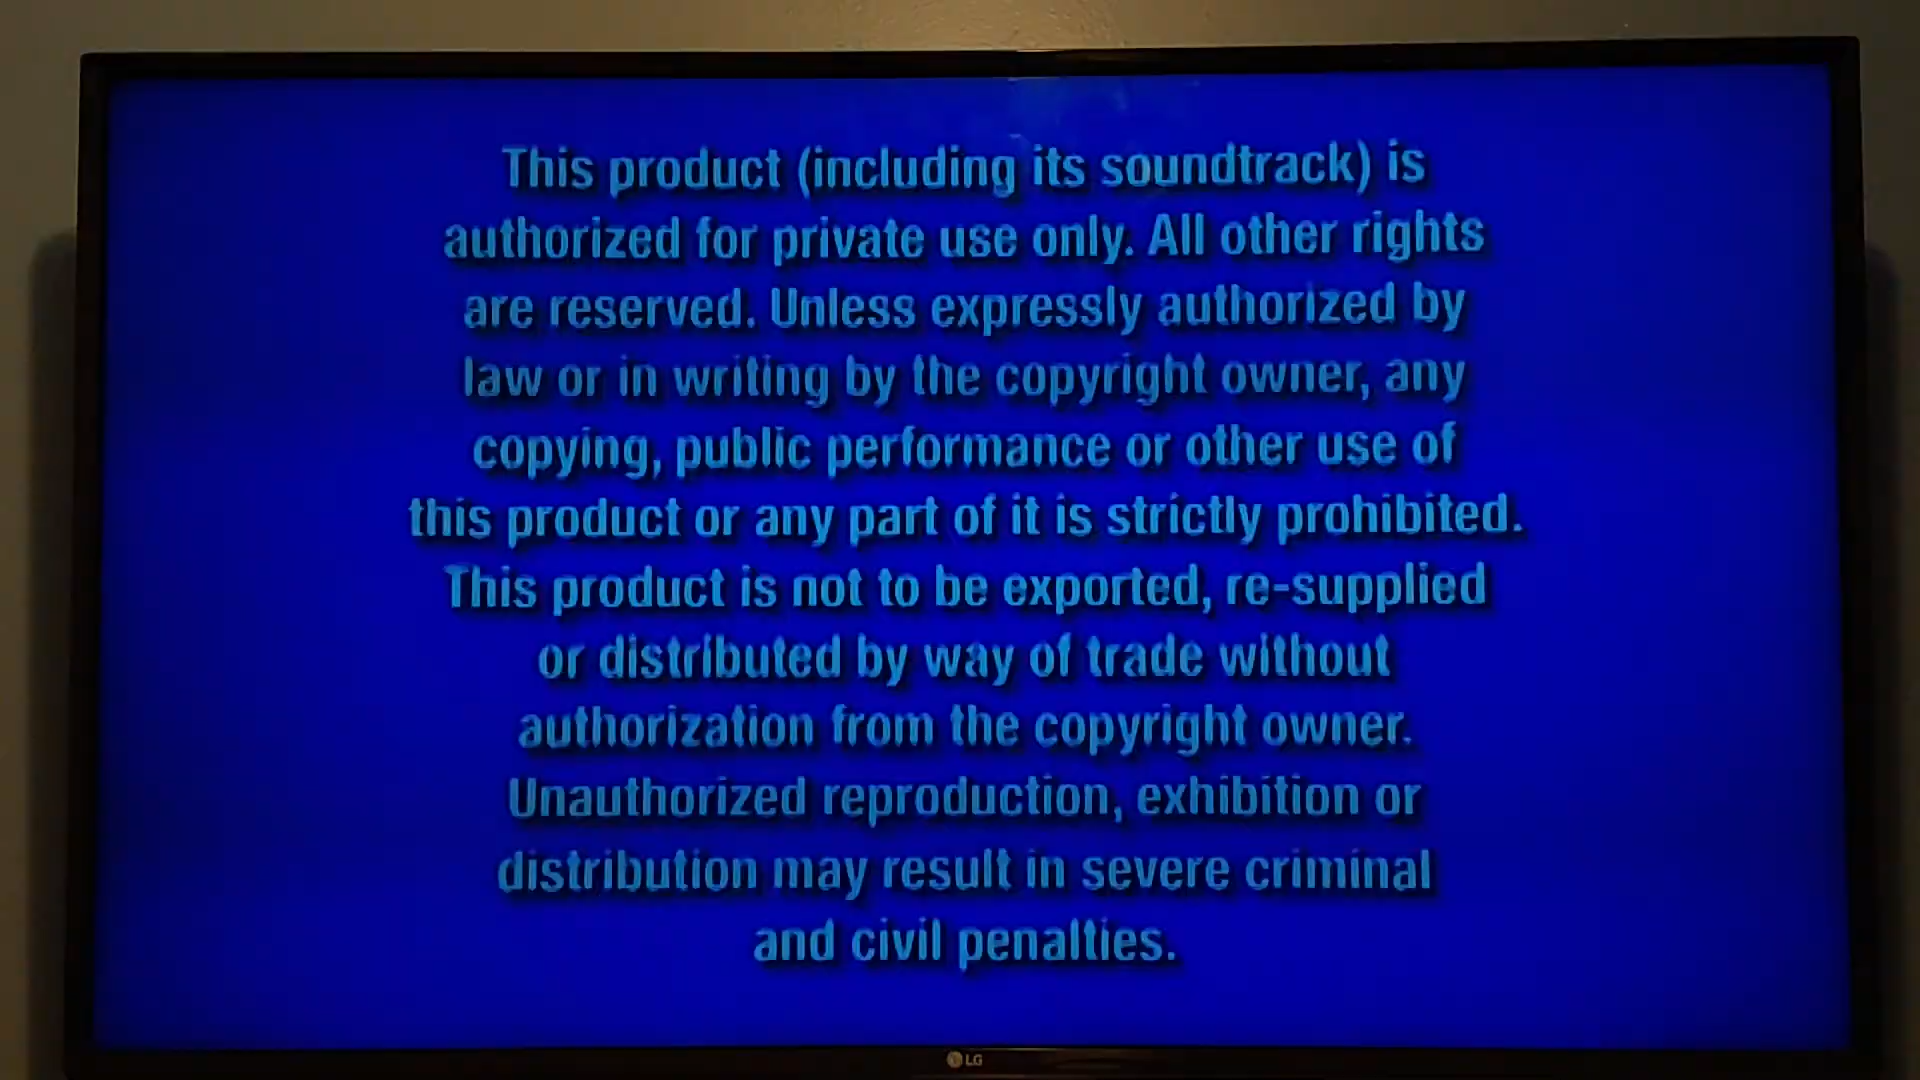 This product (including its soundtrack) is
authorized for private use only. All other rights
are reserved. Unless expressly authorized by
law or in writing by the copyright owner, any
copying, public performance or other use of
this product or any part of it is strictly prohibited.
This product is not to be exported, re-supplied
or distributed by way of trade without
authorization from the copyright owner.
Unauthorized reproduction, exhibition or
distribution may result in severe criminal
and civil penalties.
LG